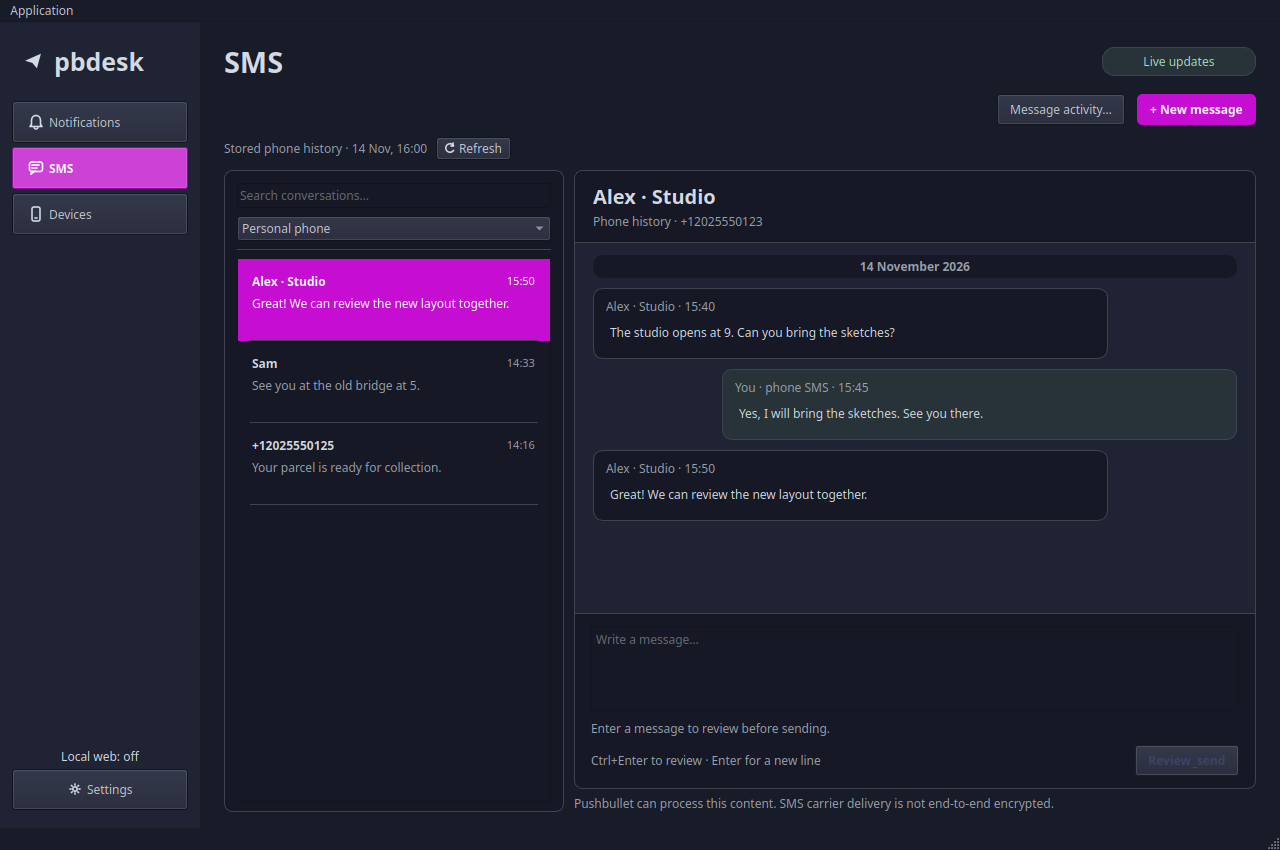 Application
pbdesk
Notifications
SMS
Devices
Local web: off
Settings
SMS
Live updates
Message activity...
+ New message
Stored phone history · 14 Nov, 16:00
Refresh
Search conversations...
Personal phone
Alex · Studio 15:50
Great! We can review the new layout together.
Sam 14:33
See you at the old bridge at 5.
+12025550125 14:16
Your parcel is ready for collection.
Alex · Studio
Phone history · +12025550123
14 November 2026
Alex · Studio · 15:40
The studio opens at 9. Can you bring the sketches?
You · phone SMS · 15:45
Yes, I will bring the sketches. See you there.
Alex · Studio · 15:50
Great! We can review the new layout together.
Write a message...
Enter a message to review before sending.
Ctrl+Enter to review · Enter for a new line
Review_send
Pushbullet can process this content. SMS carrier delivery is not end-to-end encrypted.